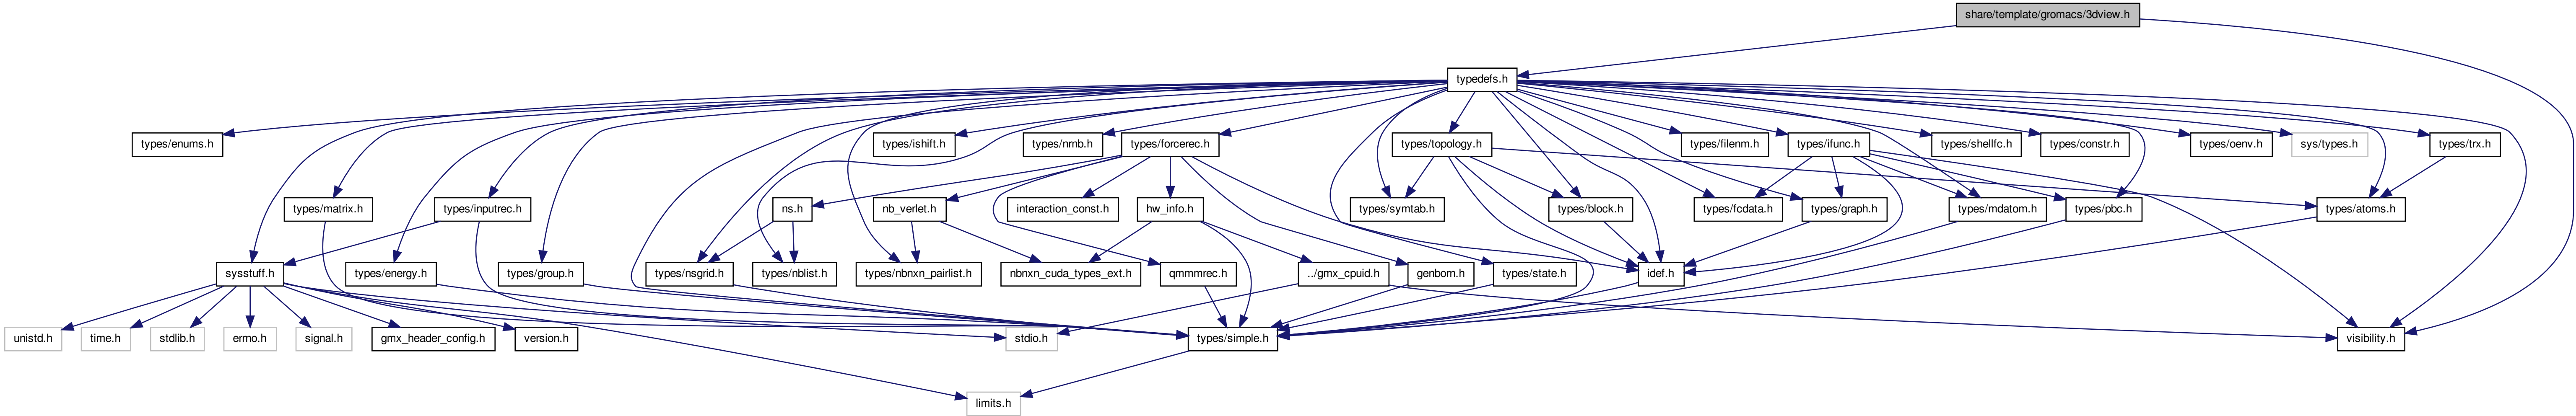 share/template/gromacs/3dview.h
typedefs.h
types/enums.h
types/ishift.h
types/nrnb.h
types/forcerec.h
types/topology.h
types/filenm.h
types/ifunc.h
types/shellfc.h
types/constr.h
types/oenv.h
sys/types.h
types/trx.h
types/matrix.h
types/inputrec.h
ns.h
nb_verlet.h
interaction_const.h
hw_info.h
types/symtab.h
types/block.h
types/fcdata.h
types/graph.h
types/mdatom.h
types/pbc.h
types/atoms.h
sysstuff.h
types/energy.h
types/group.h
types/nsgrid.h
types/nblist.h
types/nbnxn_pairlist.h
nbnxn_cuda_types_ext.h
qmmmrec.h
../gmx_cpuid.h
genborn.h
types/state.h
idef.h
unistd.h
time.h
stdlib.h
errno.h
signal.h
gmx_header_config.h
version.h
stdio.h
types/simple.h
visibility.h
limits.h